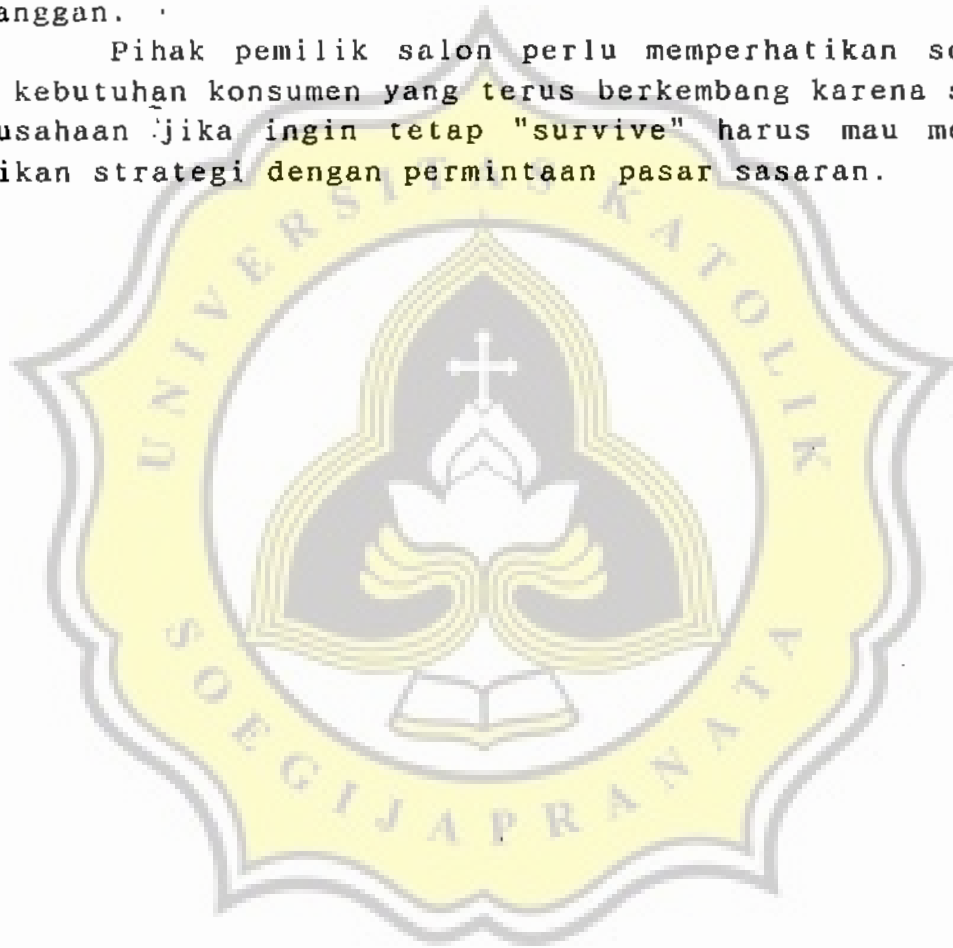 anggan.
Pihak pemilik salon perlu memperhatikan se
kebutuhan konsumen yang terus berkembang karena s
usahaan jika ingin tetap "survive" harus mau me
ikan strategi dengan permintaan pasar sasaran.
UNIVERSITAS KATOLIK
SOEGIJAPRANATA